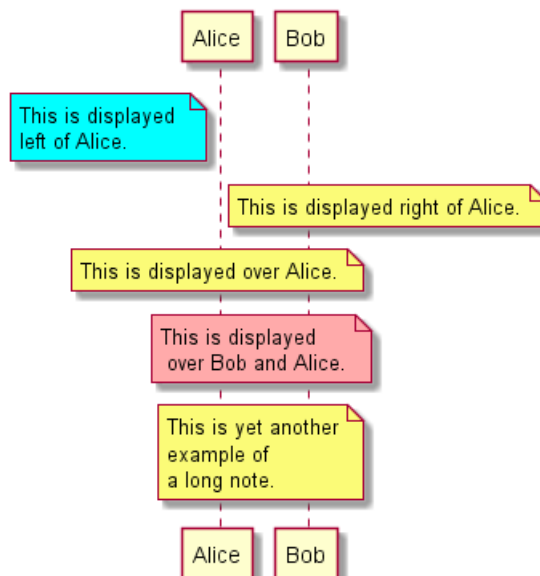 Alice Bob
This is displayed
left of Alice.
This is displayed right of Alice.
This is displayed over Alice.
This is displayed
over Bob and Alice.
This is yet another
example of
a long note.
Alice Bob